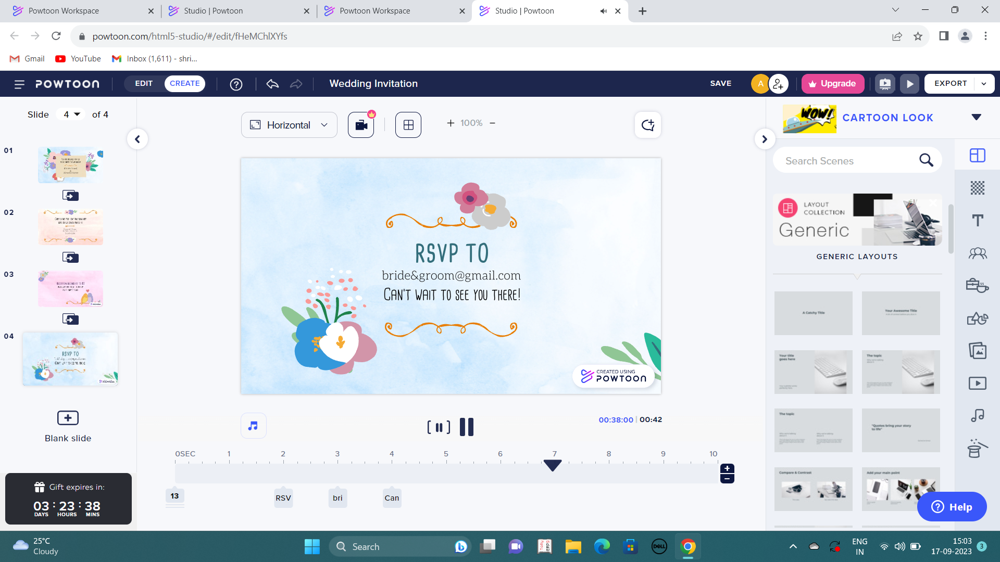 Powtoon Workspace
Studio | Powtoon
Powtoon Workspace
Studio | Powtoon
powtoon.com/html5-studio/#/edit/fHeMChlXYfs
Gmail
YouTube
Inbox (1,611) - shri...
POWTOON
EDIT
CREATE
Wedding Invitation
SAVE
A
Upgrade
EXPORT
Slide 4 of 4
Horizontal
100%
WOW!
CARTOON LOOK
Search Scenes
01
02
03
04
RSVP TO
Blank slide
RSVP TO
bride&groom@gmail.com
CAN'T WAIT TO SEE YOU THERE!
CREATED USING
POWTOON
LAYOUT
COLLECTION
Generic
GENERIC LAYOUTS
A Catchy Title
Your Awesome Title
Your title
goes here
The topic
The topic
"Quotes bring your story
to life"
Compare & Contrast
Add your main point
00:38:00 | 00:42
0SEC 1 2 3 4 5 6 7 8 9 10
13
RSV
bri
Can
Gift expires in:
03 : 23 : 38
DAYS HOURS MINS
Help
25°C
Cloudy
Search
DELL
ENG
IN
15:03
17-09-2023
3